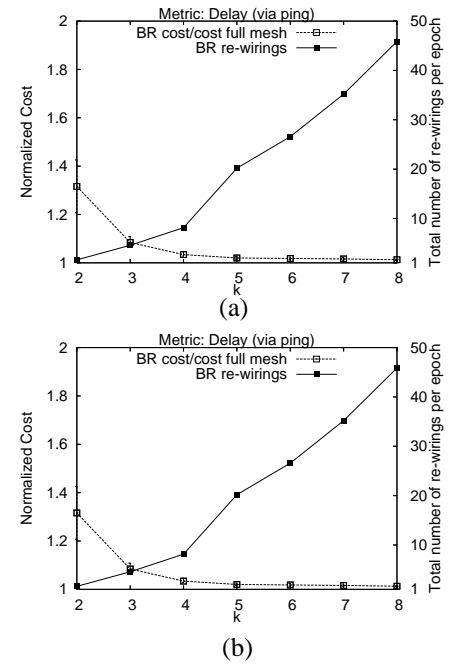 Metric: Delay (via ping)
BR cost/cost full mesh
BR re-wirings
Normalized Cost
2
1.8
1.6
1.4
1.2
1
50
40
30
20
10
1
Total number of re-wirings per epoch
2 3 4 5 6 7 8
k
(a)
Metric: Delay (via ping)
BR cost/cost full mesh
BR re-wirings
Normalized Cost
2
1.8
1.6
1.4
1.2
1
50
40
30
20
10
1
Total number of re-wirings per epoch
2 3 4 5 6 7 8
k
(b)